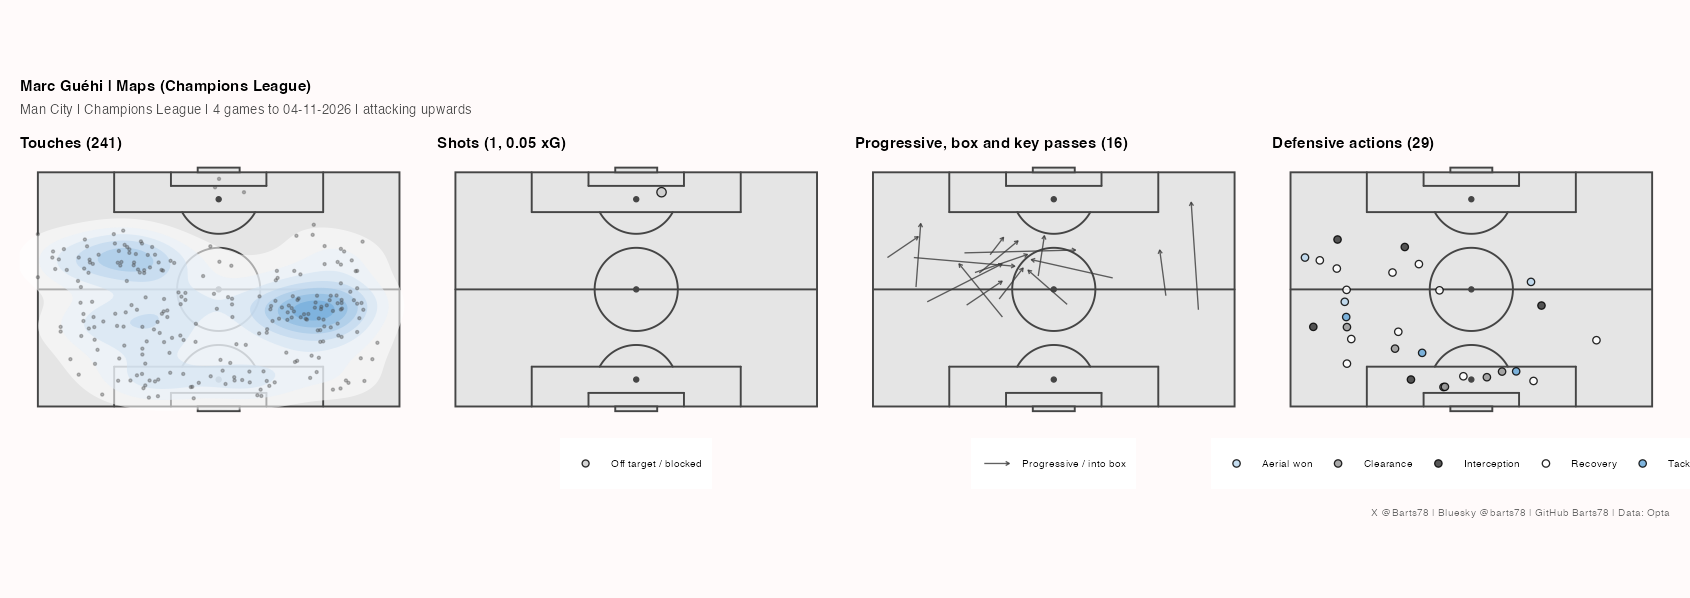 Marc Guéhi | Maps (Champions League)
Man City | Champions League | 4 games to 04-11-2026 | attacking upwards
Touches (241)
Shots (1, 0.05 xG)
Progressive, box and key passes (16)
Defensive actions (29)
Off target / blocked
Progressive / into box
Aerial won
Clearance
Interception
Recovery
Tack
X @Barts78 | Bluesky @barts78 | GitHub Barts78 | Data: Opta